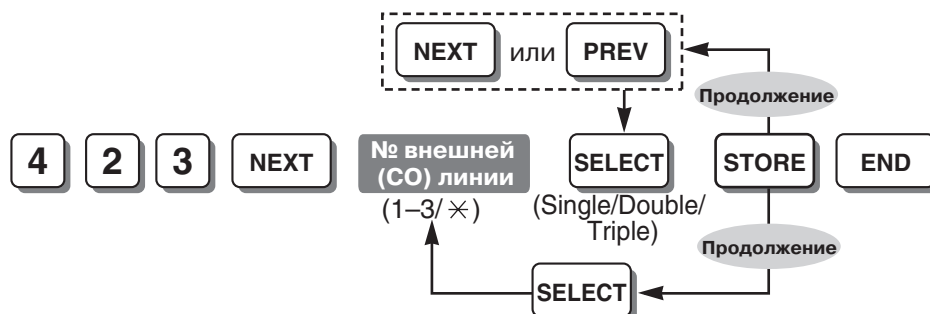 NEXT или PREV
Продолжение
4 2 3 NEXT
№ внешней
(CO) линии
(1–3/✳)
SELECT
(Single/Double/
Triple)
STORE
END
Продолжение
SELECT